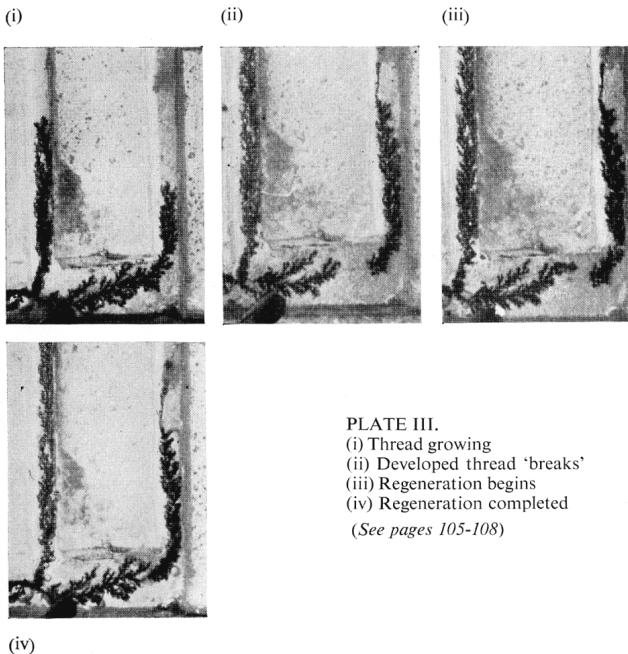 (i)
(ii)
(iii)
PLATE III.
(i) Thread growing
(ii) Developed thread 'breaks'
(iii) Regeneration begins
(iv) Regeneration completed
(See pages 105-108)
(iv)